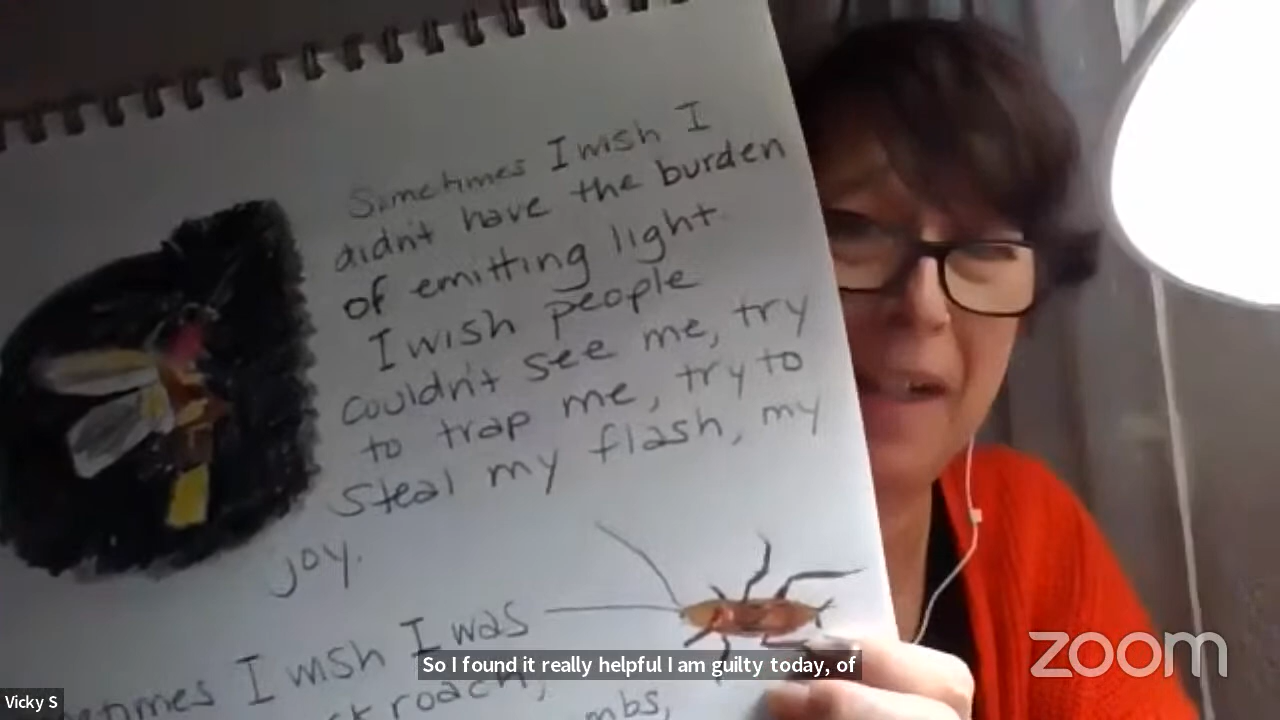 Sometimes I wish I
didn't have the burden
of emitting light
I wish people
couldn't see me, try
to trap me, try to
steal my flash, my
joy.
I wish I was
roach,
So I found it really helpful I am guilty today, of
zoom
Vicky S